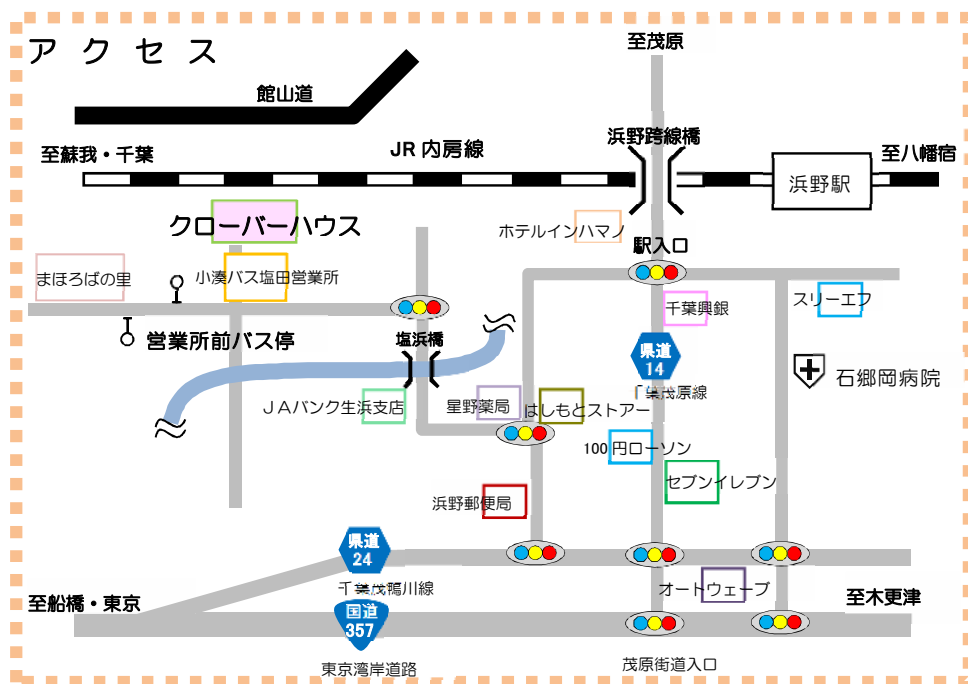 アクセス
至茂原
館山道
浜野跨線橋
JR内房線
至蘇我・千葉
至八幡宿
浜野駅
クローバーハウス
ホテルインハマノ
駅入口
まほろばの里
小湊バス塩田営業所
スリーエフ
千葉興銀
営業所前バス停
塩浜橋
県道
14
石郷岡病院
葉茂原線
JAバンク生浜支店
星野薬局
はしもとストアー
100円ローソン
セブンイレブン
浜野郵便局
県道
24
千葉茂鴨川線
オートウェーブ
至船橋・東京
至木更津
国道
357
東京湾岸道路
茂原街道入口